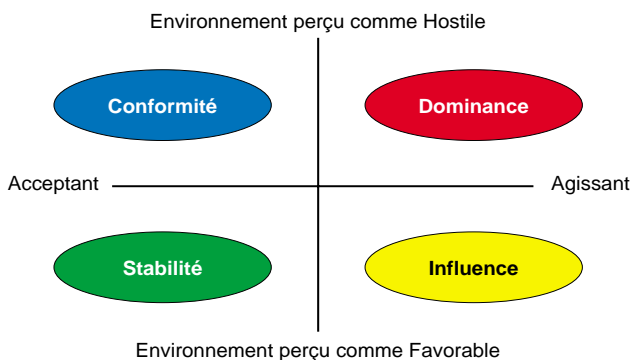 Environnement perçu comme Hostile
Conformité
Dominance
Acceptant
Agissant
Stabilité
Influence
Environnement perçu comme Favorable